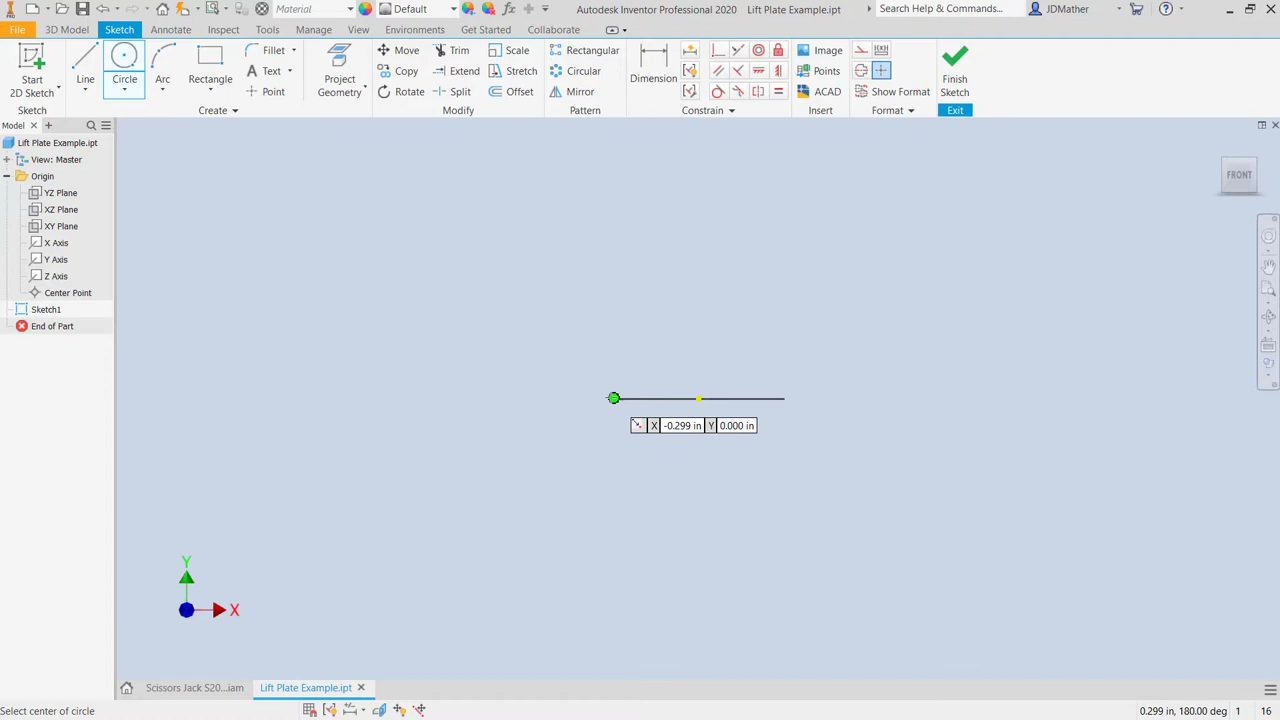 Material
Default
Autodesk Inventor Professional 2020 Lift Plate Example.ipt
Search Help & Commands...
JDMather
File
3D Model
Sketch
Annotate
Inspect
Tools
Manage
View
Environments
Get Started
Collaborate
Start
2D Sketch
Line
Circle
Arc
Rectangle
Fillet
Text
Point
Project
Geometry
Move
Copy
Rotate
Trim
Extend
Split
Scale
Stretch
Offset
Rectangular
Circular
Mirror
Dimension
Image
Points
ACAD
Show Format
Finish
Sketch
Sketch
Create
Modify
Pattern
Constrain
Insert
Format
Exit
Model
Lift Plate Example.ipt
View: Master
Origin
YZ Plane
XZ Plane
XY Plane
X Axis
Y Axis
Z Axis
Center Point
Sketch1
End of Part
FRONT
X -0.299 in Y 0.000 in
Y
X
Scissors Jack S20...iam
Lift Plate Example.ipt
Select center of circle
0.299 in, 180.00 deg 1 16